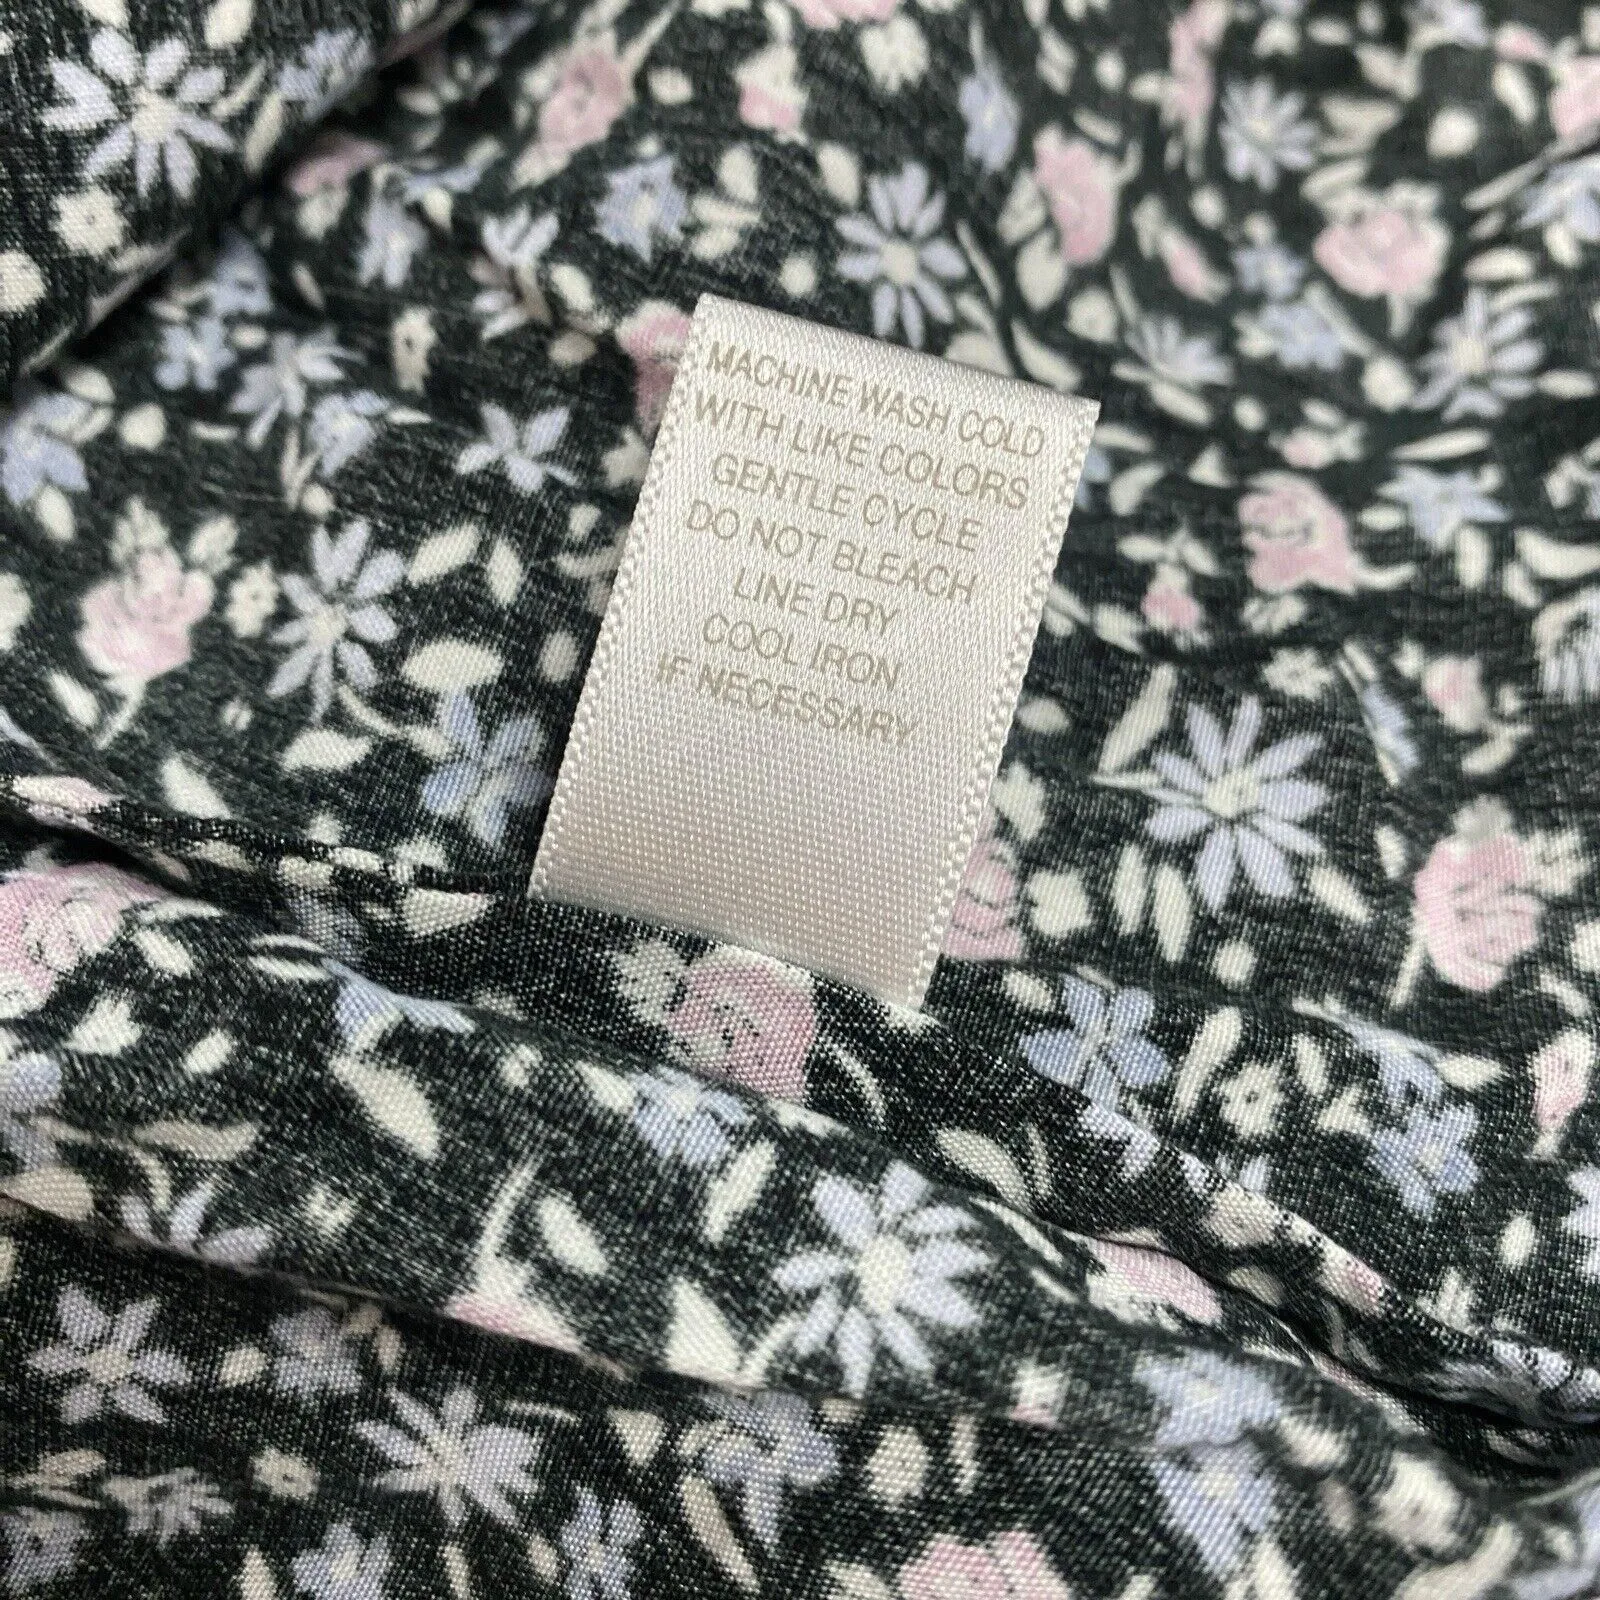 MACHINE WASH COLD
WITH LIKE COLORS
GENTLE CYCLE
DO NOT BLEACH
LINE DRY
COOL IRON
IF NECESSARY